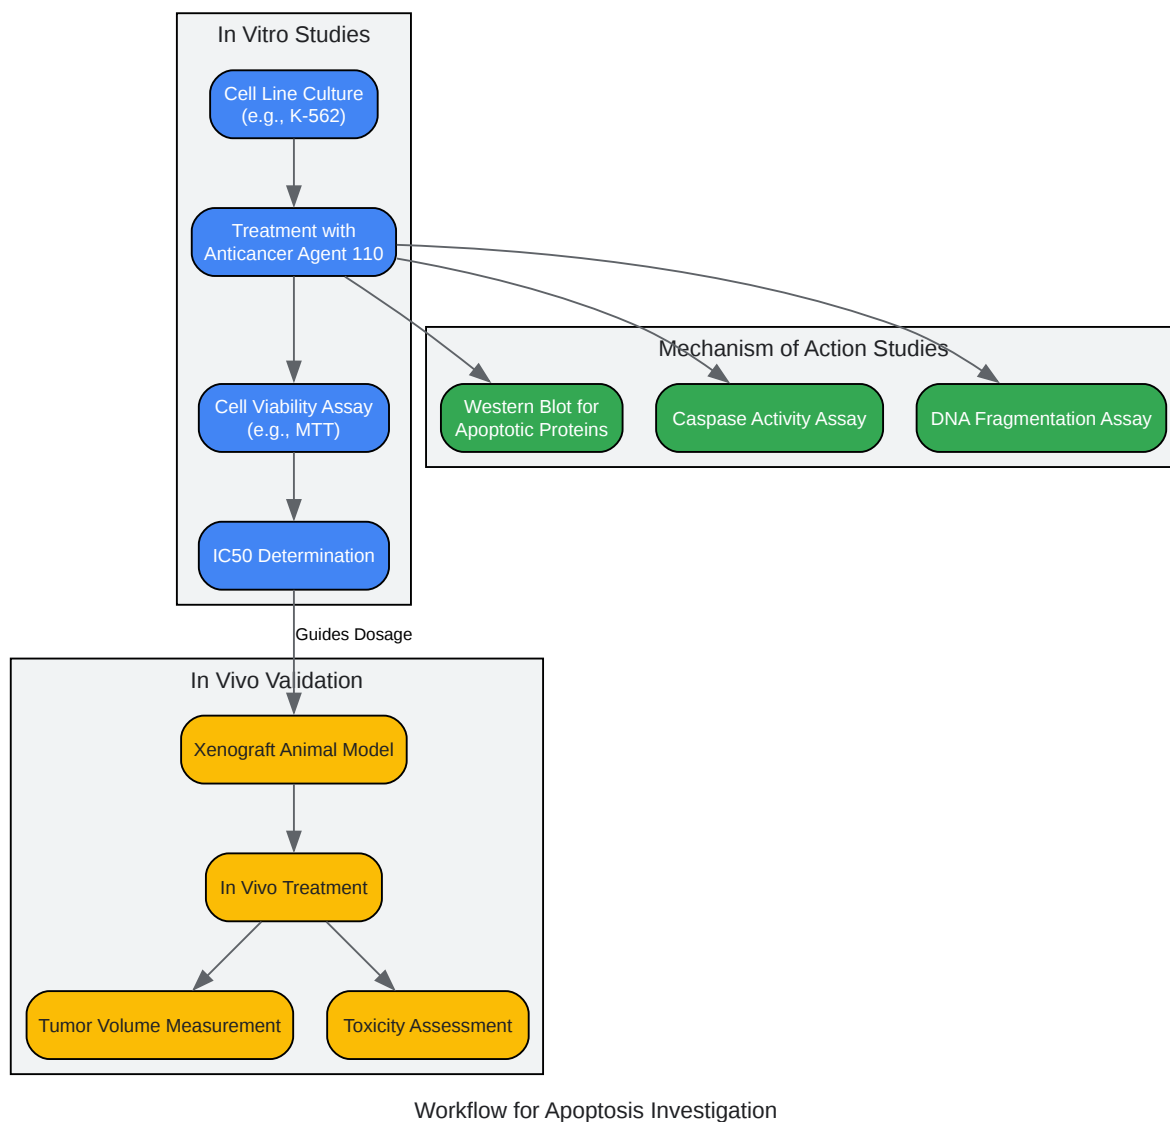 In Vitro Studies
Cell Line Culture
(e.g., K-562)
Treatment with
Anticancer Agent 110
Mechanism of Action Studies
Cell Viability Assay
(e.g., MTT)
Western Blot for
Apoptotic Proteins
Caspase Activity Assay
DNA Fragmentation Assay
IC50 Determination
Guides Dosage
In Vivo Validation
Xenograft Animal Model
In Vivo Treatment
Tumor Volume Measurement
Toxicity Assessment
Workflow for Apoptosis Investigation